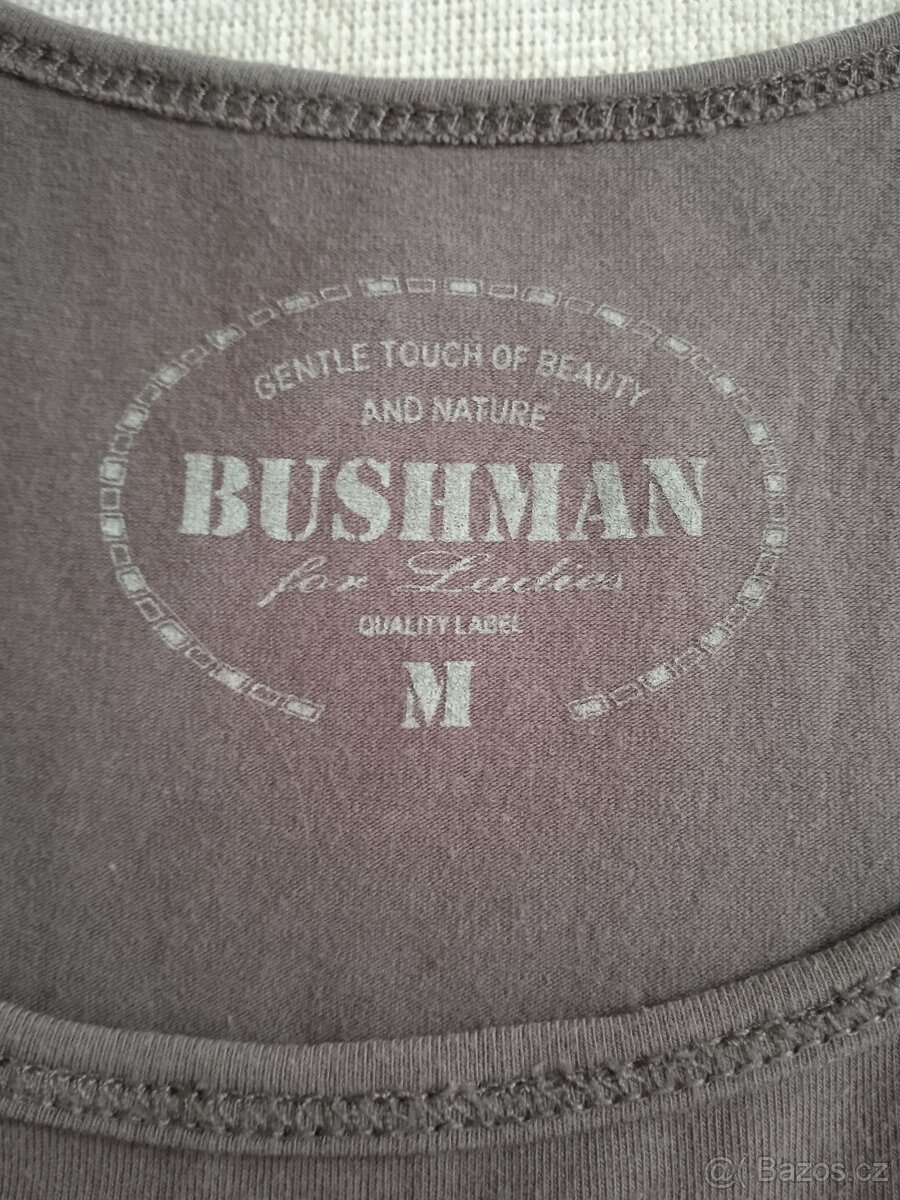 GENTLE TOUCH OF BEAUTY
AND NATURE
BUSHMAN
for Ladies
QUALITY LABEL
M
@( Bazos.cz